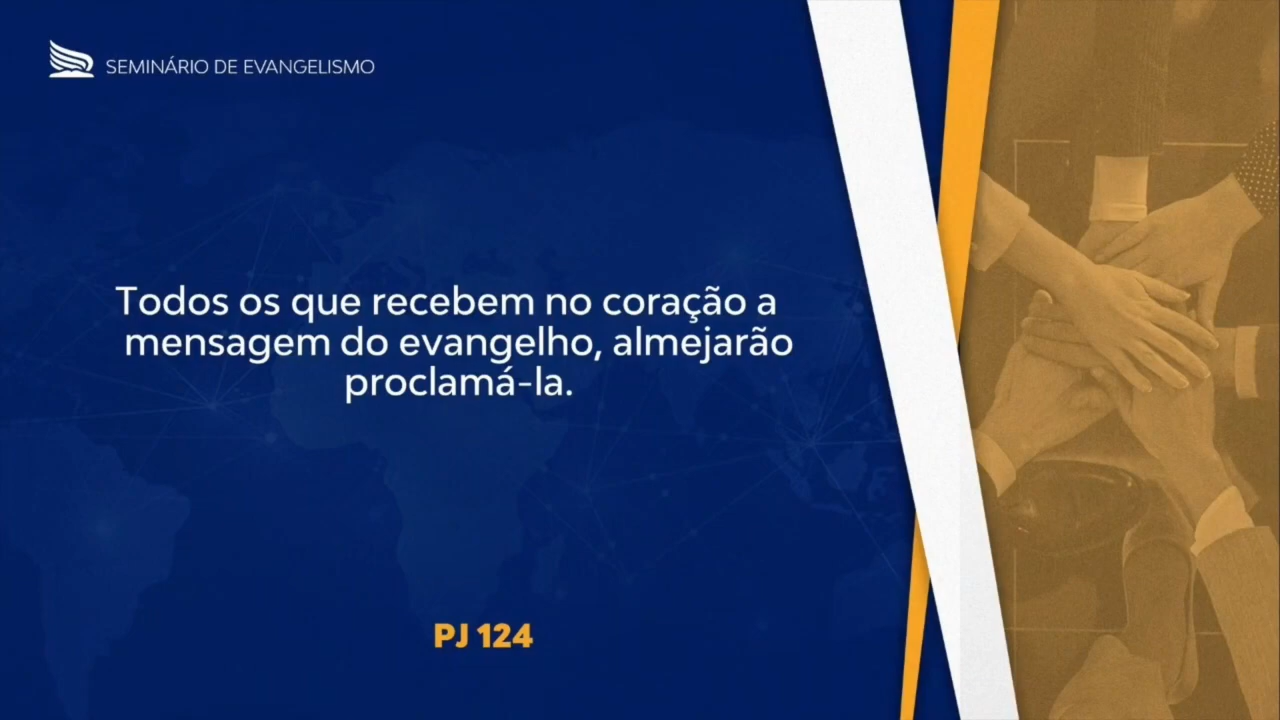 SEMINÁRIO DE EVANGELISMO
Todos os que recebem no coração a
mensagem do evangelho, almejarão
proclamá-la.
PJ 124